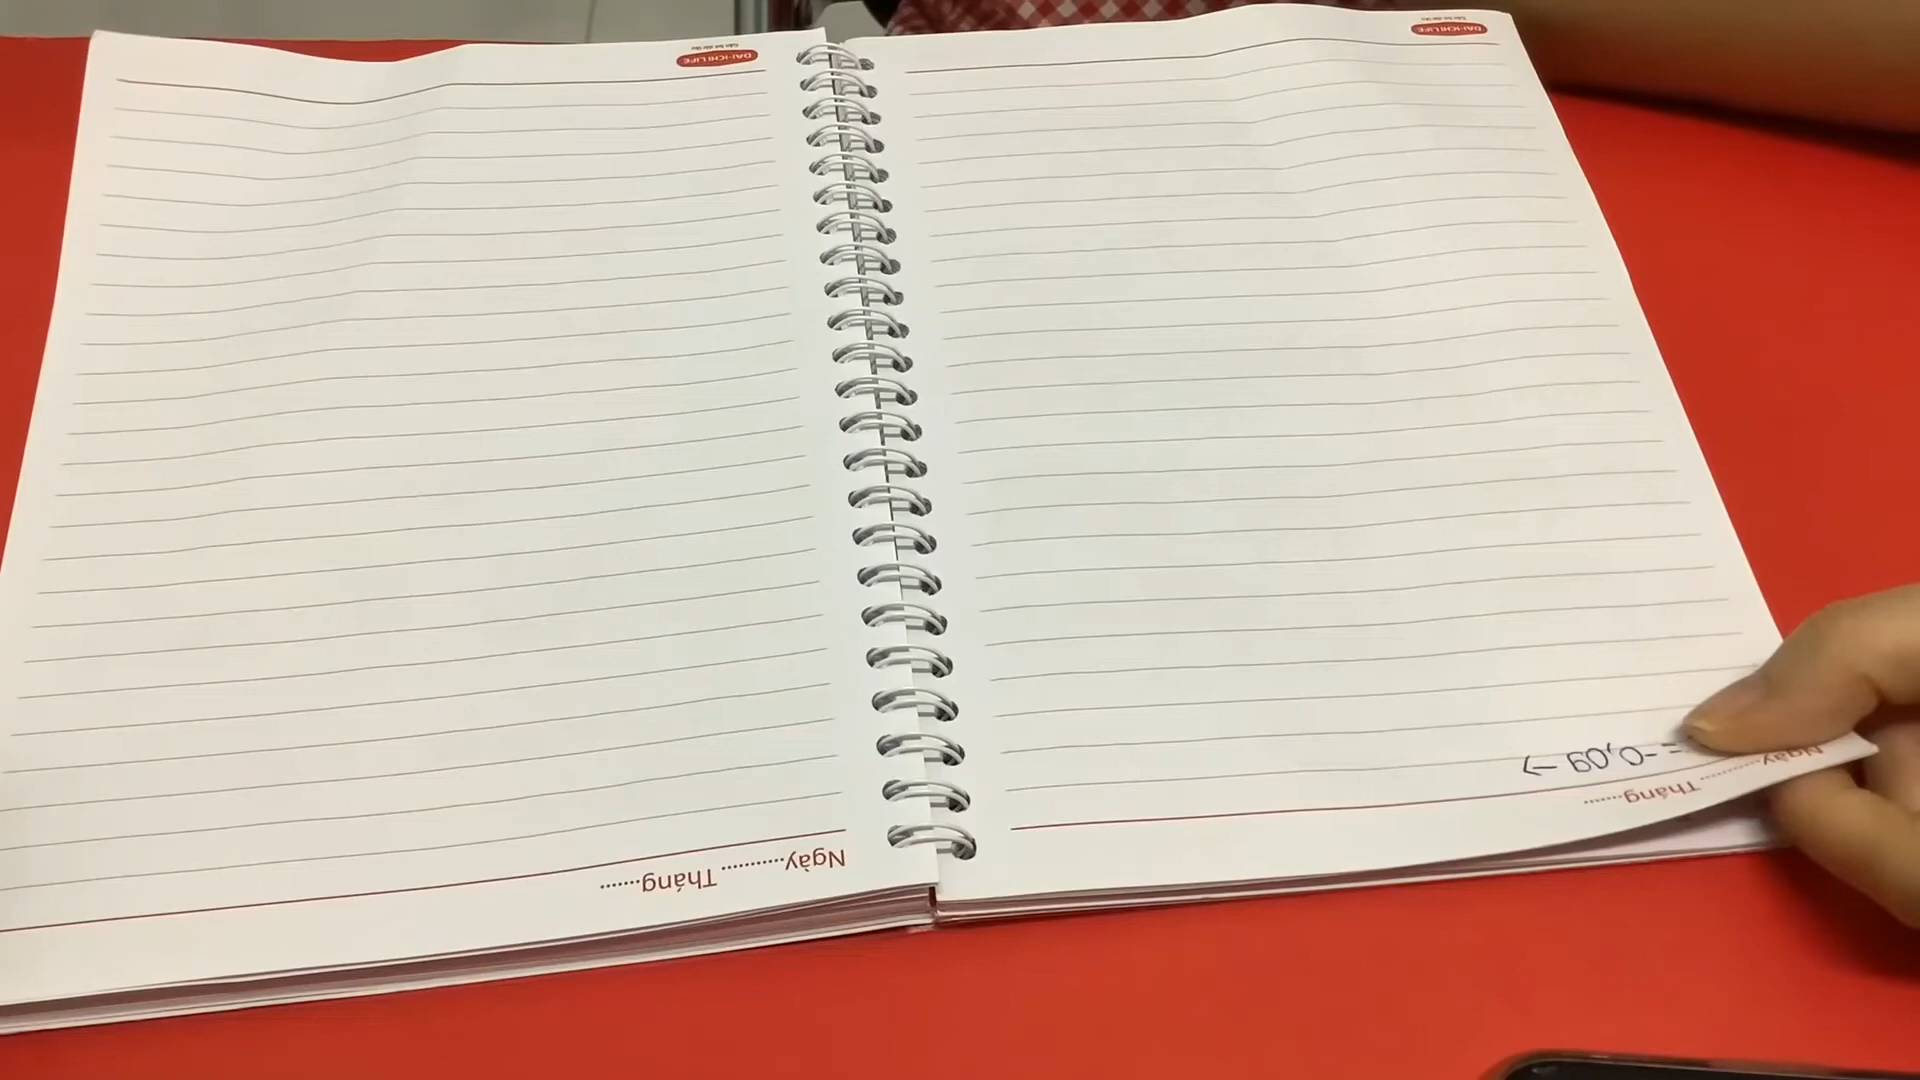 Ngày............ Tháng.......
Ngày............ Tháng.......
= -0,09 →
DAI-ICHI LIFE
DAI-ICHI LIFE